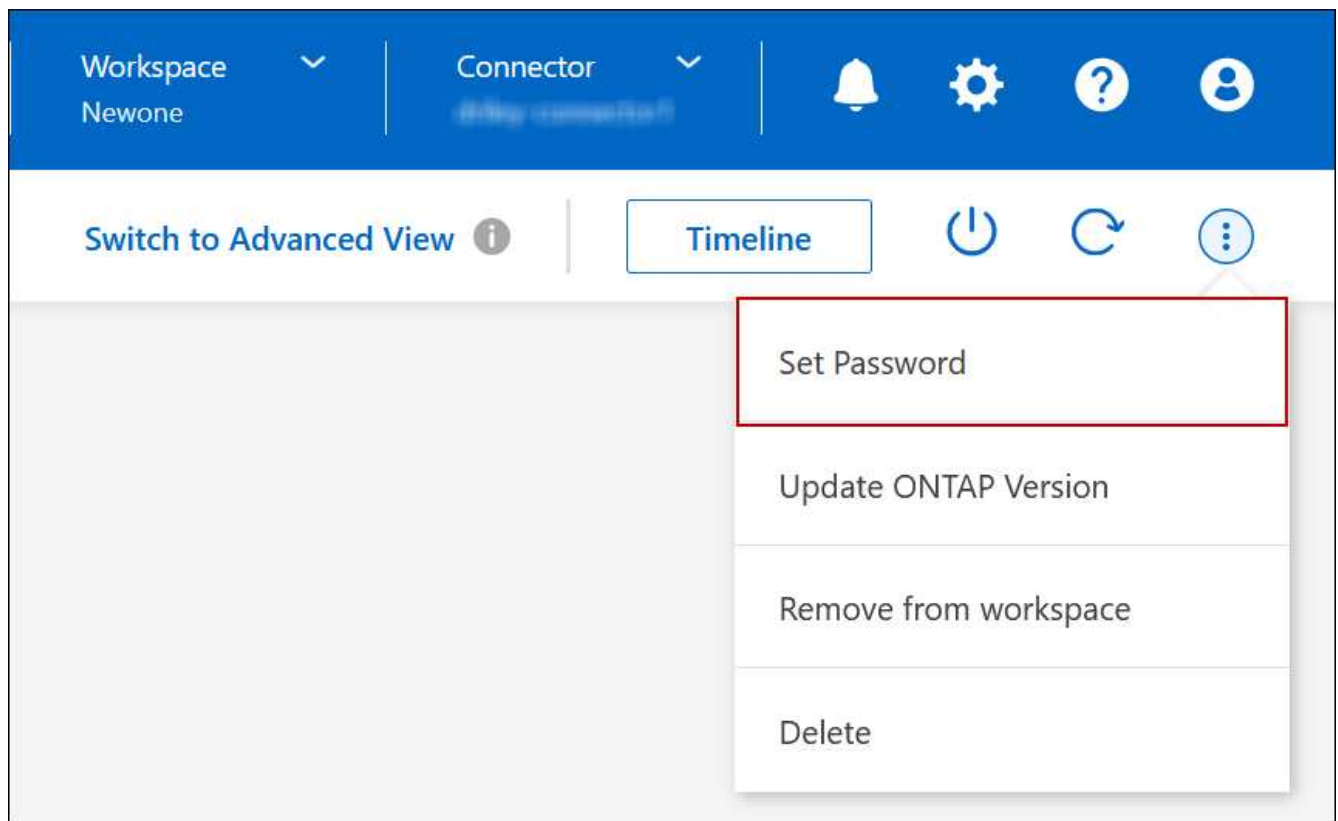 Workspace
Newone
Connector
Switch to Advanced View
Timeline
Set Password
Update ONTAP Version
Remove from workspace
Delete